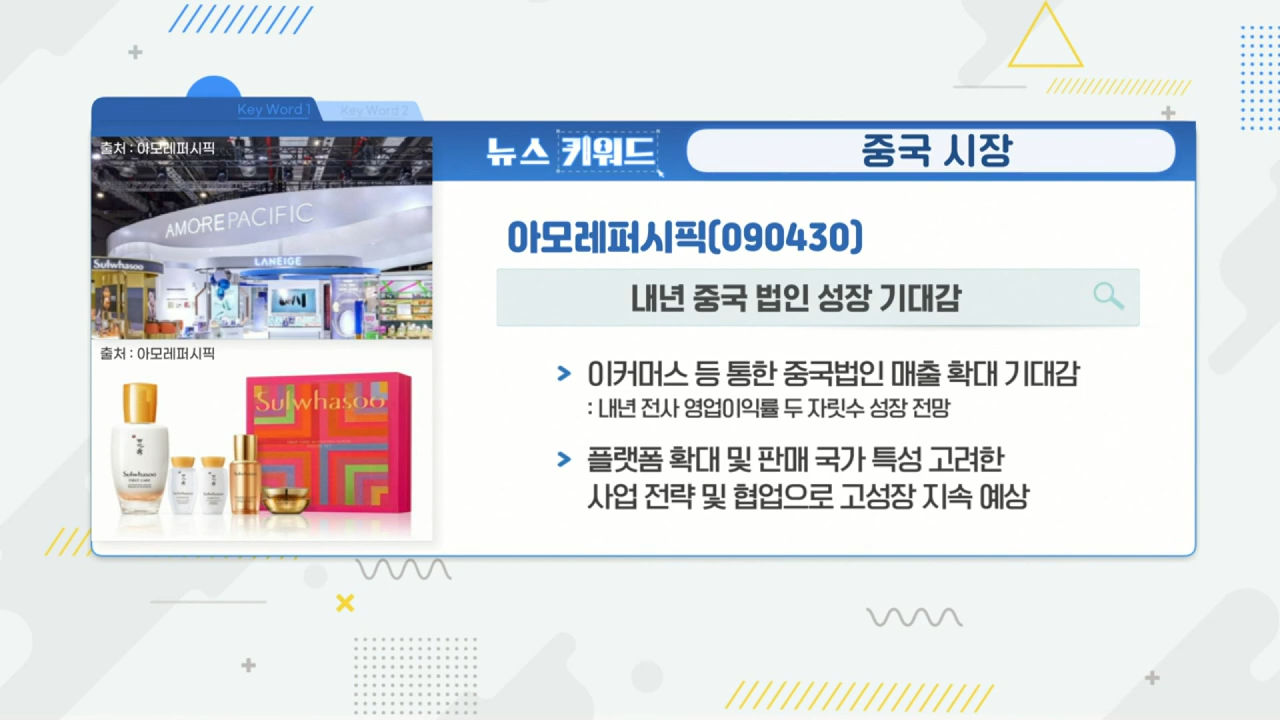 Key Word 1
Key Word 2
뉴스 키워드
중국 시장
출처 : 아모레퍼시픽
AMOREPACIFIC
Sulwhasoo
LANEIGE
출처 : 아모레퍼시픽
Sulwhasoo
Sulwhasoo
아모레퍼시픽(090430)
내년 중국 법인 성장 기대감
이커머스 등 통한 중국법인 매출 확대 기대감
: 내년 전사 영업이익률 두 자릿수 성장 전망
플랫폼 확대 및 판매 국가 특성 고려한
사업 전략 및 협업으로 고성장 지속 예상